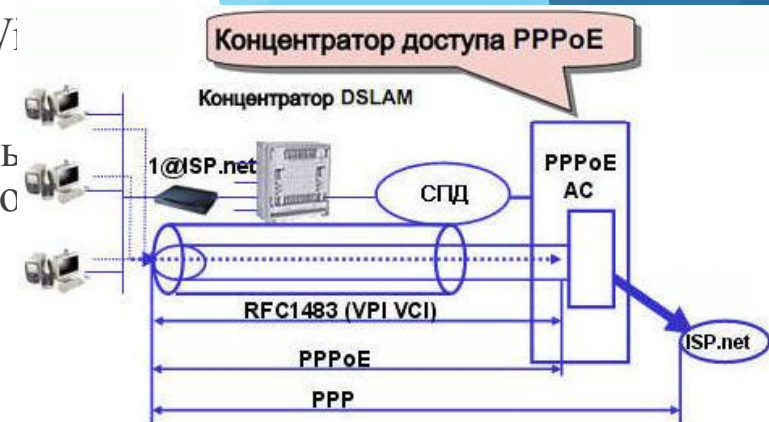 Концентратор доступа PPPoE
Концентратор DSLAM
1@ISP.net
СПД
PPPoE
AC
RFC1483 (VPI VCI)
ISP.net
PPPoE
PPP